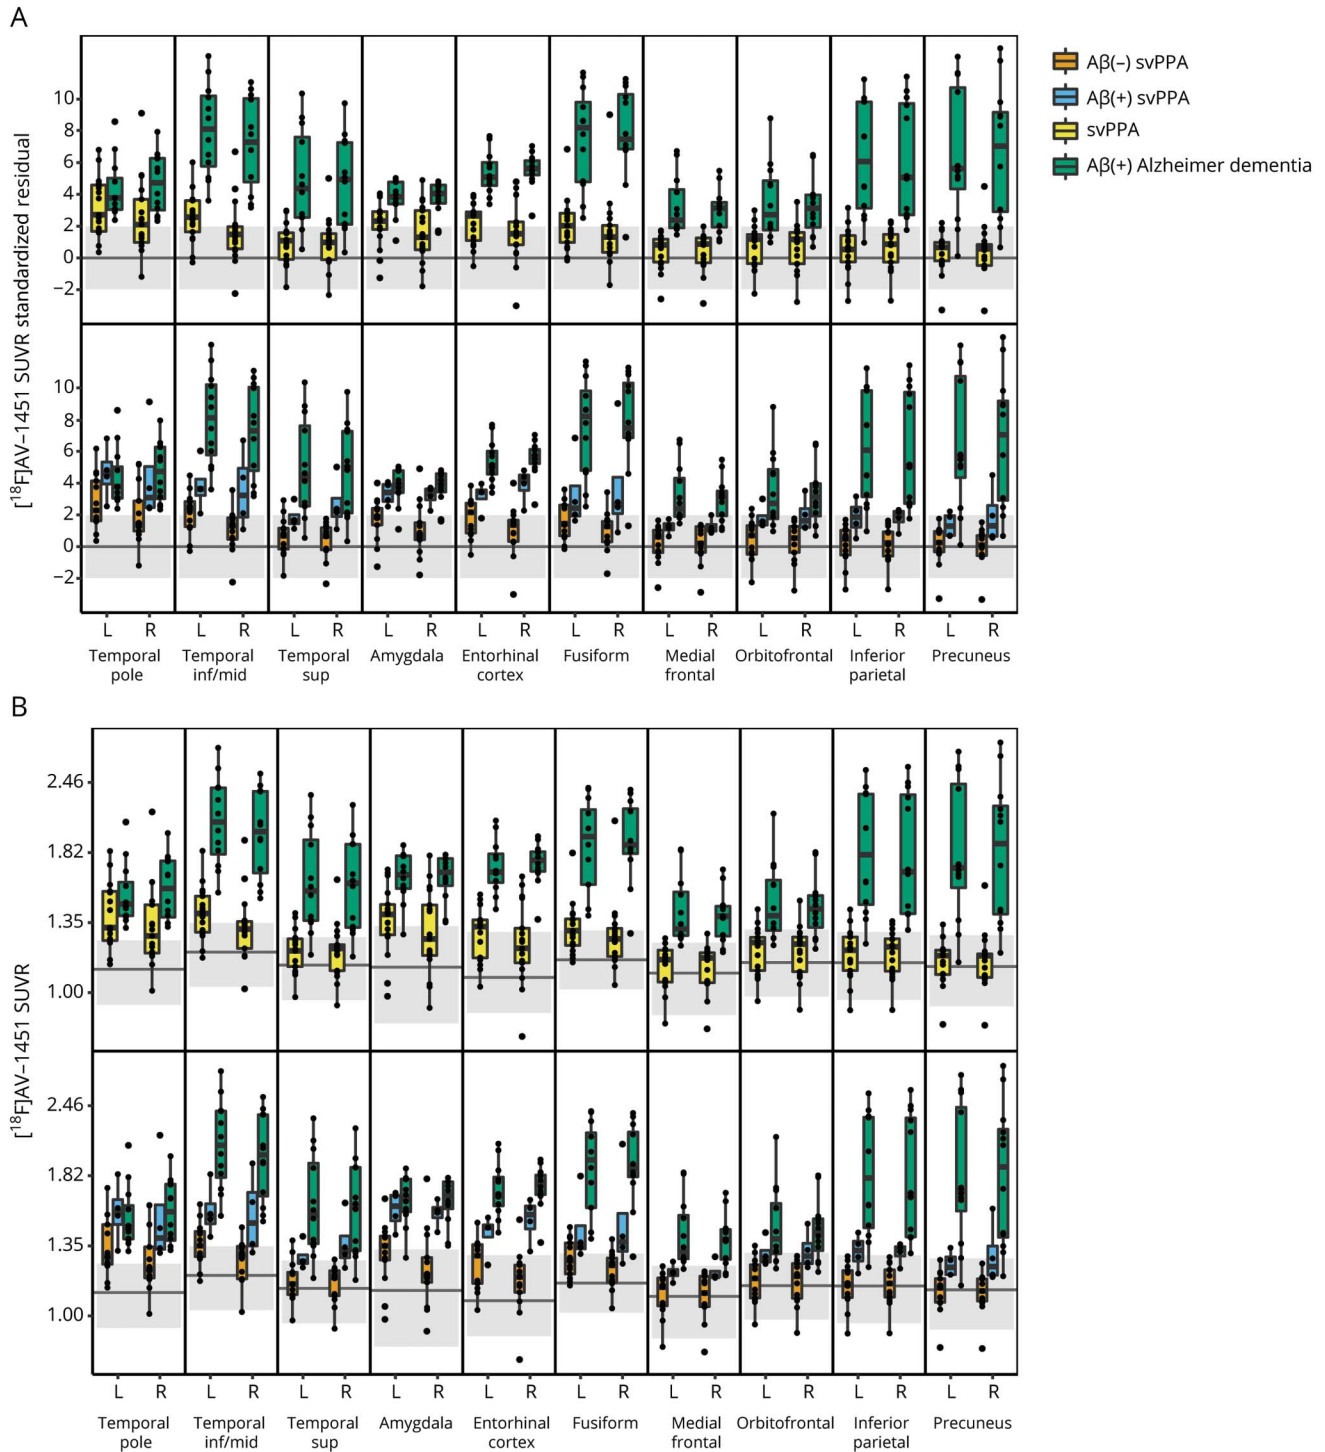 A
Aβ(–) svPPA
Aβ(+) svPPA
svPPA
Aβ(+) Alzheimer dementia
[¹⁸F]AV–1451 SUVR standardized residual
10
8
6
4
2
0
–2
10
8
6
4
2
0
–2
L R L R L R L R L R L R L R L R L R L R
Temporal Temporal Temporal Amygdala Entorhinal Fusiform Medial Orbitofrontal Inferior Precuneus
pole inf/mid sup cortex frontal parietal
B
[¹⁸F]AV–1451 SUVR
2.46
1.82
1.35
1.00
2.46
1.82
1.35
1.00
L R L R L R L R L R L R L R L R L R L R
Temporal Temporal Temporal Amygdala Entorhinal Fusiform Medial Orbitofrontal Inferior Precuneus
pole inf/mid sup cortex frontal parietal